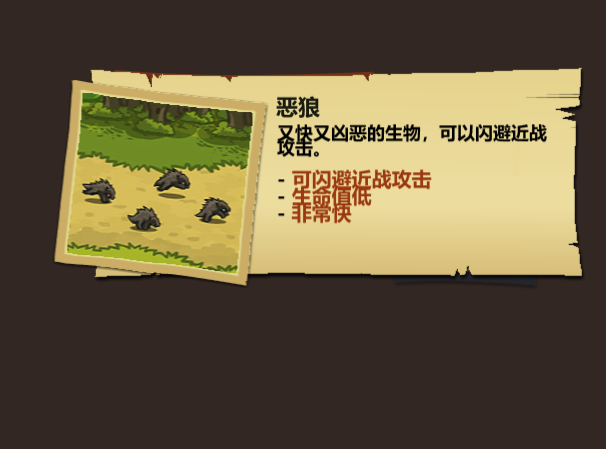 恶狼
又快又凶恶的生物，可以闪避近战
攻击。
- 可闪避近战攻击
- 生命值低
- 非常快